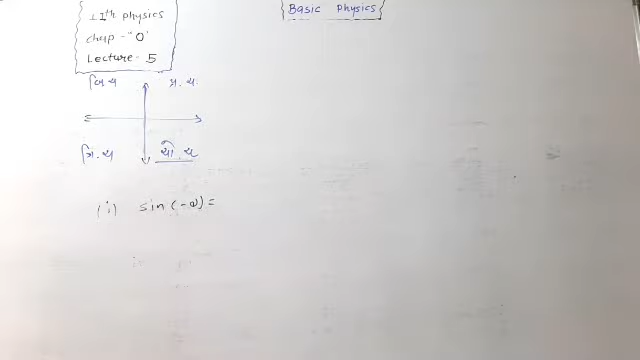 11th physics
Basic Physics
chap - "0"
Lecture - 5
દ્વિ. ચ
પ્ર. ચ.
ત્રિ. ચ
ચો. ચ
(i) sin(-θ) =